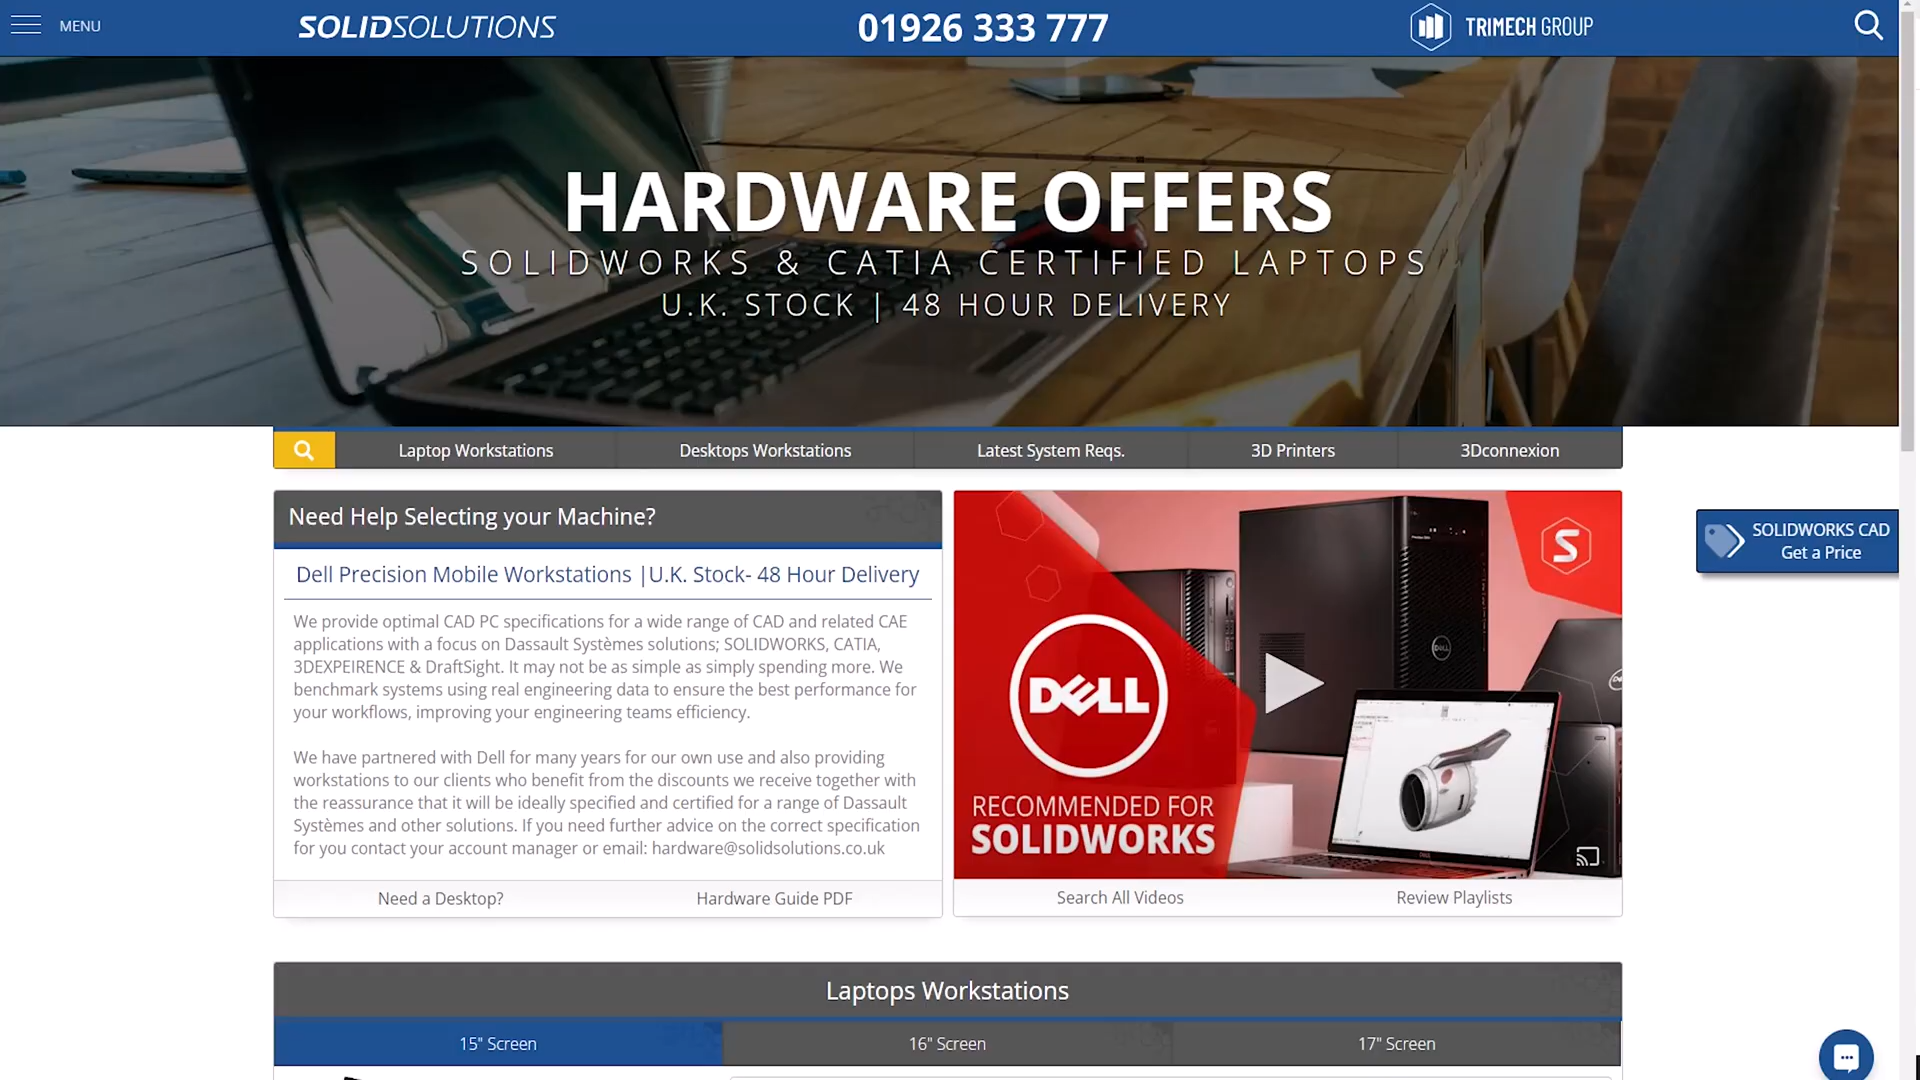 MENU
SOLIDSOLUTIONS
01926 333 777
TRIMECH GROUP
HARDWARE OFFERS
SOLIDWORKS & CATIA CERTIFIED LAPTOPS
U.K. STOCK | 48 HOUR DELIVERY
Laptop Workstations
Desktops Workstations
Latest System Reqs.
3D Printers
3Dconnexion
Need Help Selecting your Machine?
Dell Precision Mobile Workstations |U.K. Stock- 48 Hour Delivery
We provide optimal CAD PC specifications for a wide range of CAD and related CAE
applications with a focus on Dassault Systèmes solutions; SOLIDWORKS, CATIA,
3DEXPEIRENCE & DraftSight. It may not be as simple as simply spending more. We
benchmark systems using real engineering data to ensure the best performance for
your workflows, improving your engineering teams efficiency.
We have partnered with Dell for many years for our own use and also providing
workstations to our clients who benefit from the discounts we receive together with
the reassurance that it will be ideally specified and certified for a range of Dassault
Systèmes and other solutions. If you need further advice on the correct specification
for you contact your account manager or email: hardware@solidsolutions.co.uk
Need a Desktop?
Hardware Guide PDF
DELL
RECOMMENDED FOR
SOLIDWORKS
S
DELL
Search All Videos
Review Playlists
SOLIDWORKS CAD
Get a Price
Laptops Workstations
15" Screen
16" Screen
17" Screen